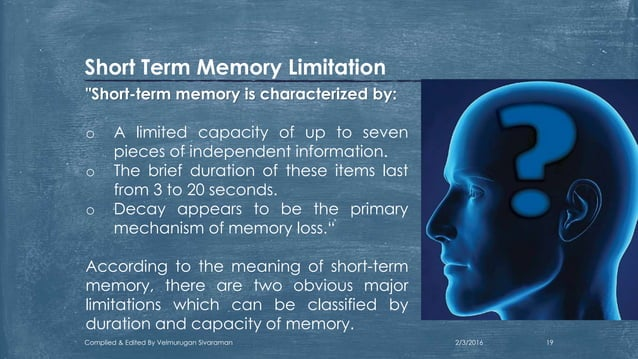 Short Term Memory Limitation
"Short-term memory is characterized by:
o A limited capacity of up to seven
pieces of independent information.
o The brief duration of these items last
from 3 to 20 seconds.
o Decay appears to be the primary
mechanism of memory loss."
According to the meaning of short-term
memory, there are two obvious major
limitations which can be classified by
duration and capacity of memory.
Complied & Edited By Velmurugan Sivaraman 2/3/2016 19